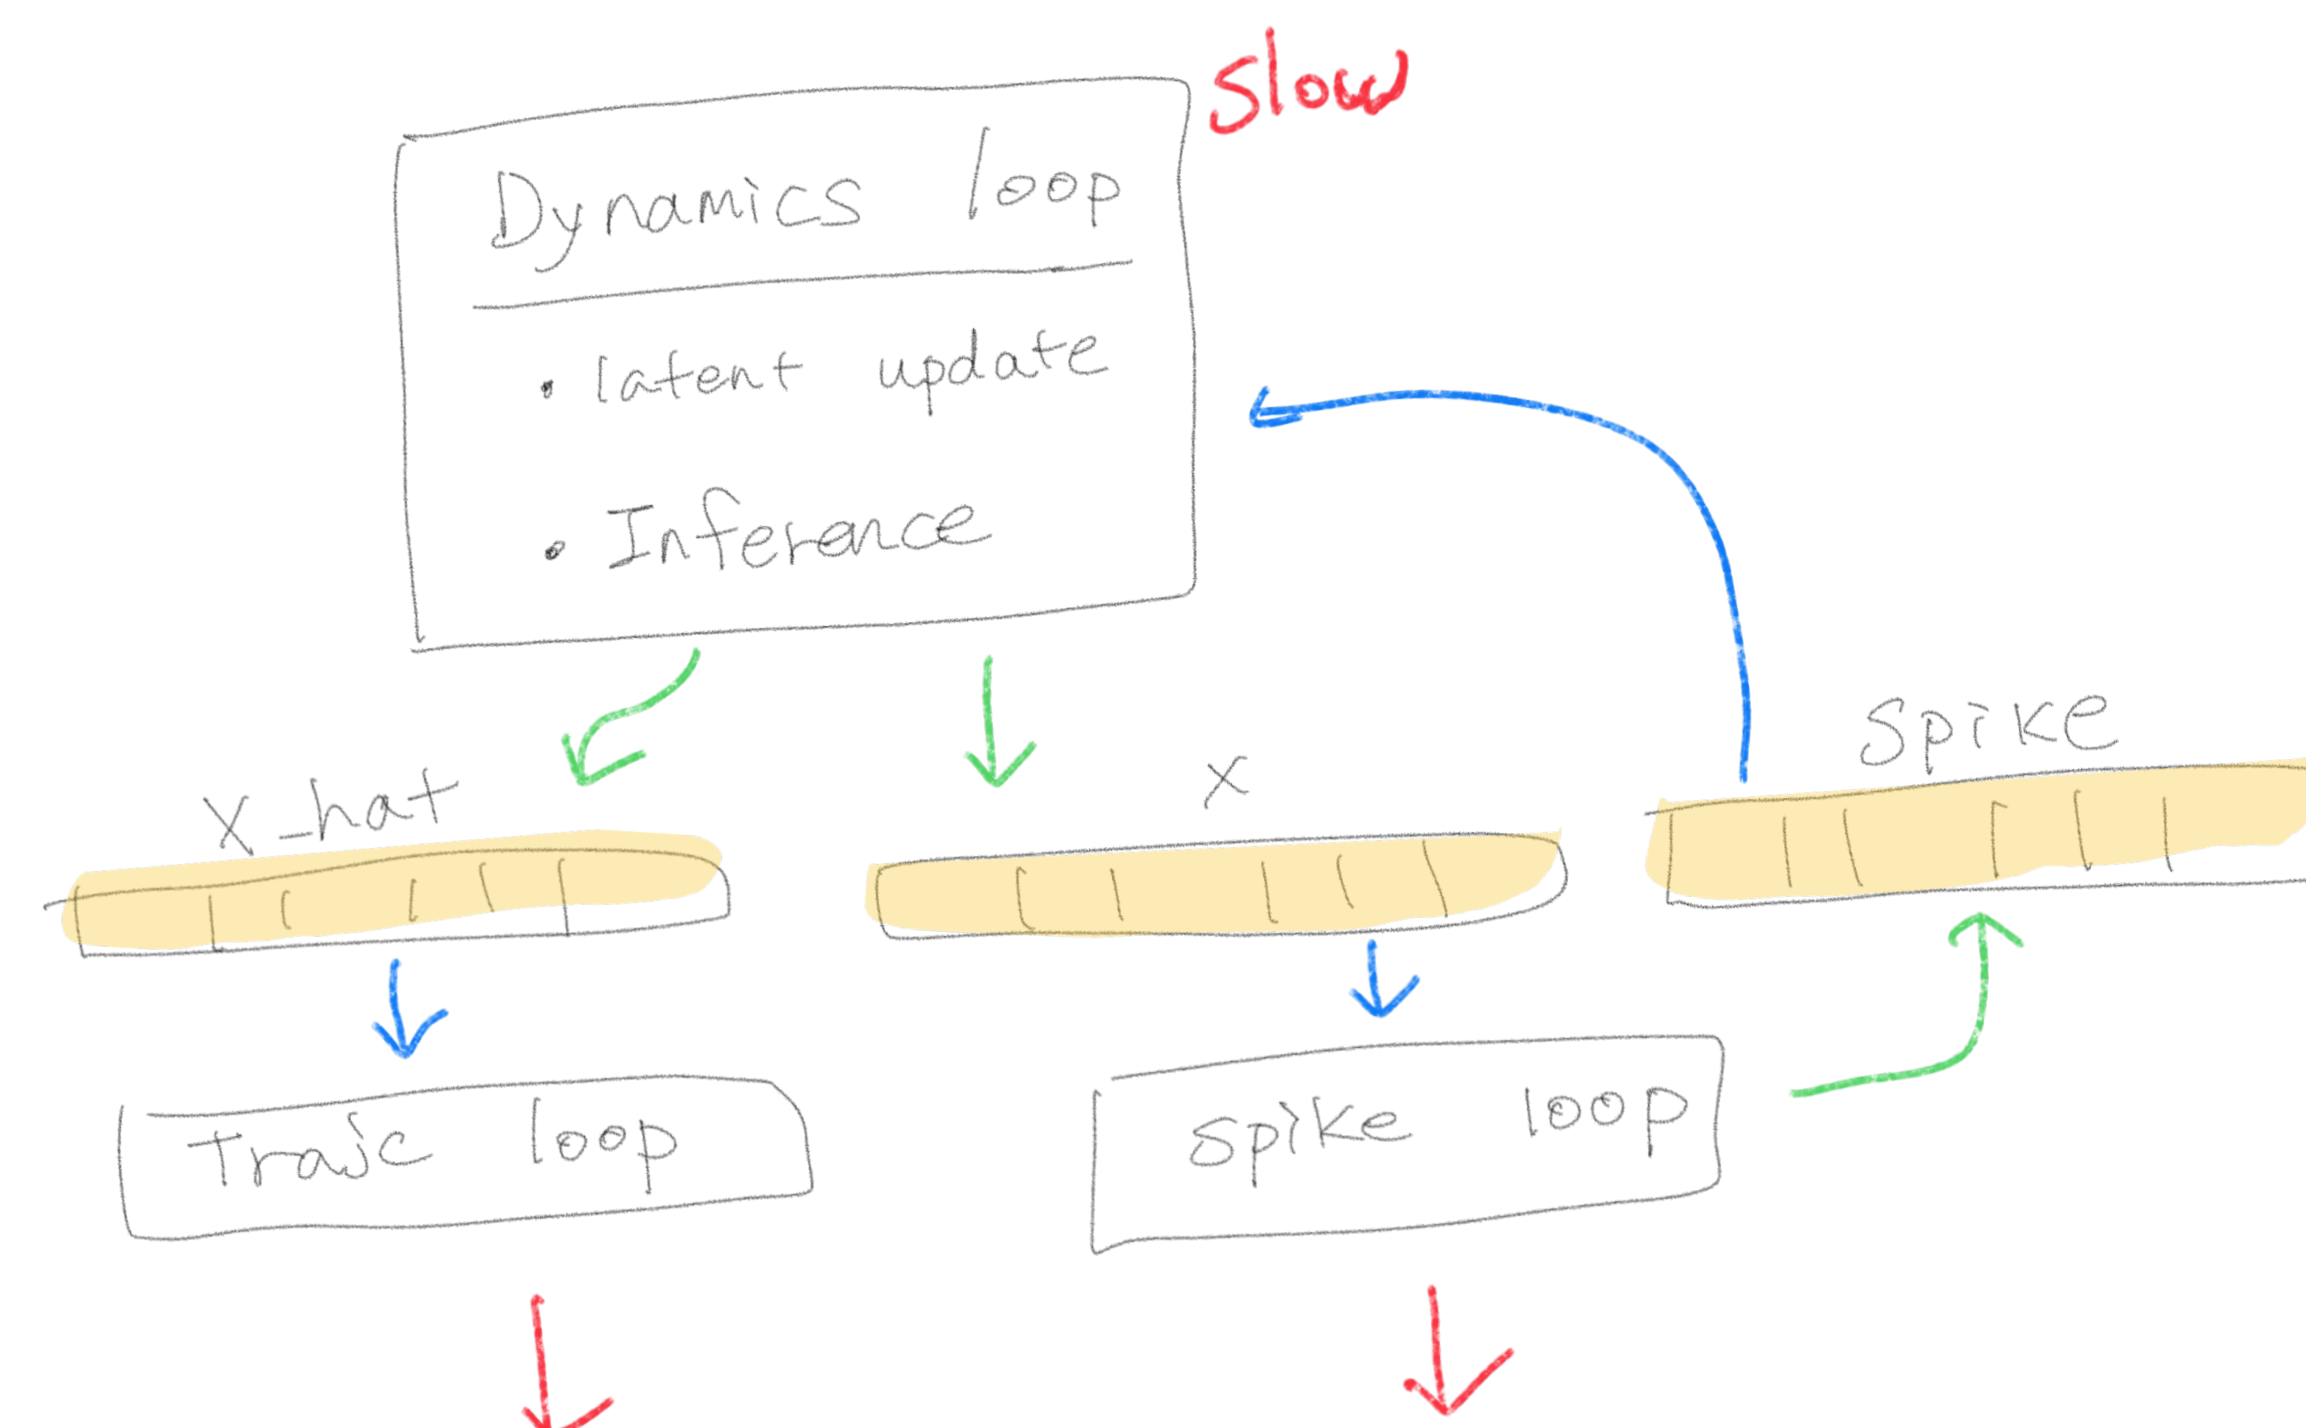 slow
Dynamics loop
• latent update
• Inference
Spike
X_hat
X
Trajc loop
Spike loop